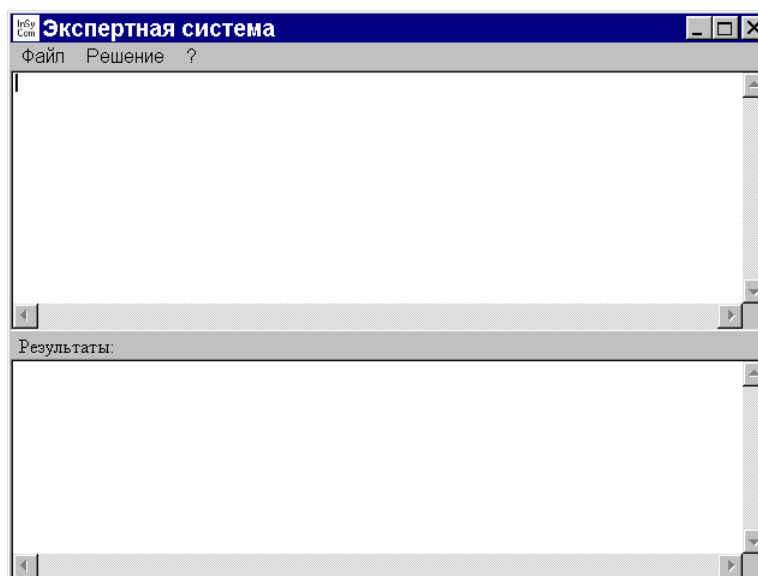 InSy
Com
Экспертная система
Файл Решение ?
Результаты: